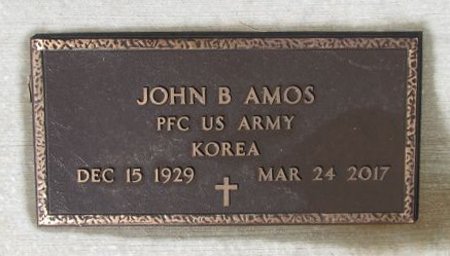 JOHN B AMOS
PFC US ARMY
KOREA
DEC 15 1929 MAR 24 2017